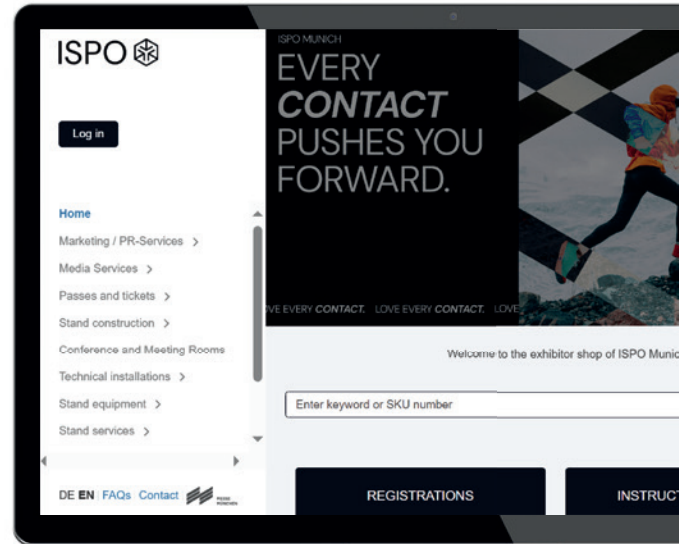 ISPO
Log in
Home
Marketing / PR-Services >
Media Services >
Passes and tickets >
Stand construction >
Conference and Meeting Rooms
Technical installations >
Stand equipment >
Stand services >
DE EN FAQs Contact
MESSE
MÜNCHEN
ISPO MUNICH
EVERY
CONTACT
PUSHES YOU
FORWARD.
VE EVERY CONTACT. LOVE EVERY CONTACT. LOVE
Welcome to the exhibitor shop of ISPO Munic
Enter keyword or SKU number
REGISTRATIONS
INSTRUCT